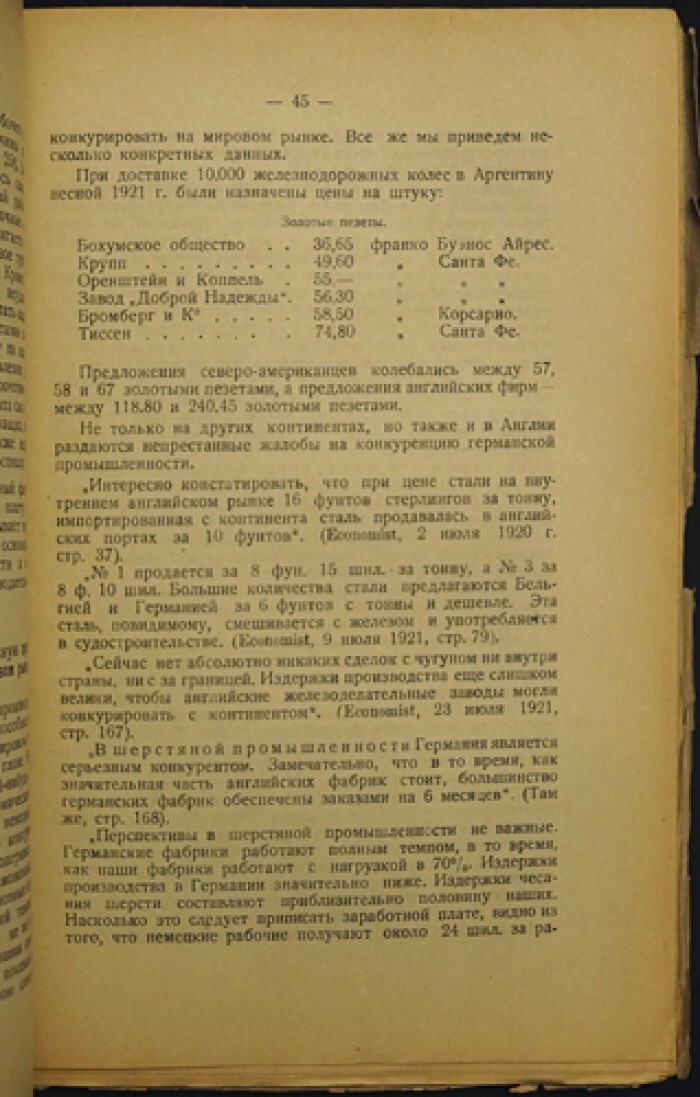 — 45 —
конкурировать на мировом рынке. Все же мы приведем не-
сколько конкретных данных.
При доставке 10,000 железнодорожных колес в Аргентину
весной 1921 г. были назначены цены на штуку:
Золотые пезеты.
Бохумское общество . . 36,65 франко Буэнос Айрес.
Крупп . . . . . . . . . 49,60 „ Санта Фе.
Оренштейн и Коппель . 55.— „ „ „
Завод „Доброй Надежды“. 56,30 „ „ „
Бромберг и К° . . . . . 58,50 „ Корсарио.
Тиссен . . . . . . . . 74,80 „ Санта Фе.
Предложения северо-американцев колебались между 57,
58 и 67 золотыми пезетами, а предложения английских фирм—
между 118.80 и 240.45 золотыми пезетами.
Не только на других континентах, но также и в Англии
раздаются непрестанные жалобы на конкуренцию германской
промышленности.
„Интересно констатировать, что при цене стали на вну-
треннем английском рынке 16 фунтов стерлингов за тонну,
импортированная с континента сталь продавалась в англий-
ских портах за 10 фунтов“. (Economist, 2 июля 1920 г.
стр. 37).
„№ 1 продается за 8 фун. 15 шил. за тонну, а № 3 за
8 ф. 10 шил. Большие количества стали предлагаются Бель-
гией и Германией за 6 фунтов с тонны и дешевле. Эта
сталь, повидимому, смешивается с железом и употребляется
в судостроительстве. (Economist, 9 июля 1921, стр. 79).
„Сейчас нет абсолютно никаких сделок с чугуном ни внутри
страны, ни с за границей. Издержки производства еще слишком
велики, чтобы английские железоделательные заводы могли
конкурировать с континентом“. (Economist, 23 июля 1921,
стр. 167).
„В шерстяной промышленности Германия является
серьезным конкурентом. Замечательно, что в то время, как
значительная часть английских фабрик стоит, большинство
германских фабрик обеспечены заказами на 6 месяцев“. (Там
же, стр. 168).
„Перспективы в шерстяной промышленности не важные.
Германские фабрики работают полным темпом, в то время,
как наши фабрики работают с нагрузкой в 70%. Издержки
производства в Германии значительно ниже. Издержки чеса-
ния шерсти составляют приблизительно половину наших.
Насколько это следует приписать заработной плате, видно из
того, что немецкие рабочие получают около 24 шил. за ра-